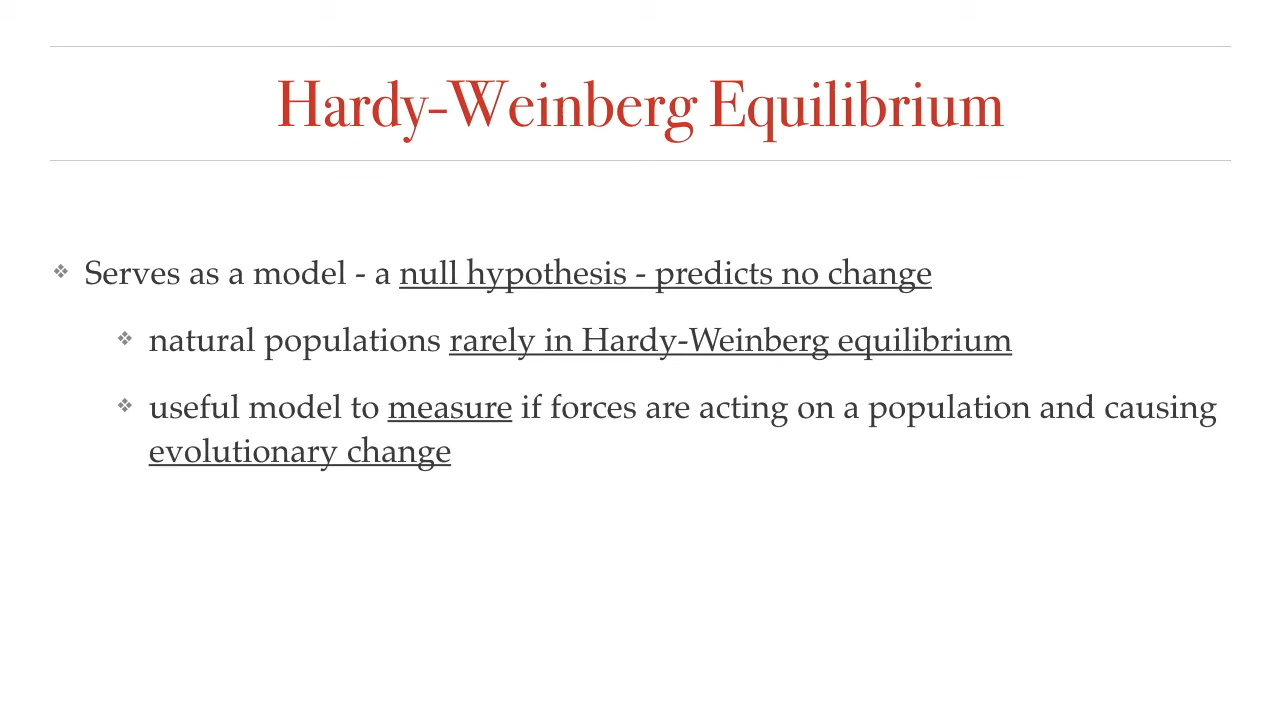 Hardy-Weinberg Equilibrium
❖ Serves as a model - a null hypothesis - predicts no change
❖ natural populations rarely in Hardy-Weinberg equilibrium
❖ useful model to measure if forces are acting on a population and causing
evolutionary change